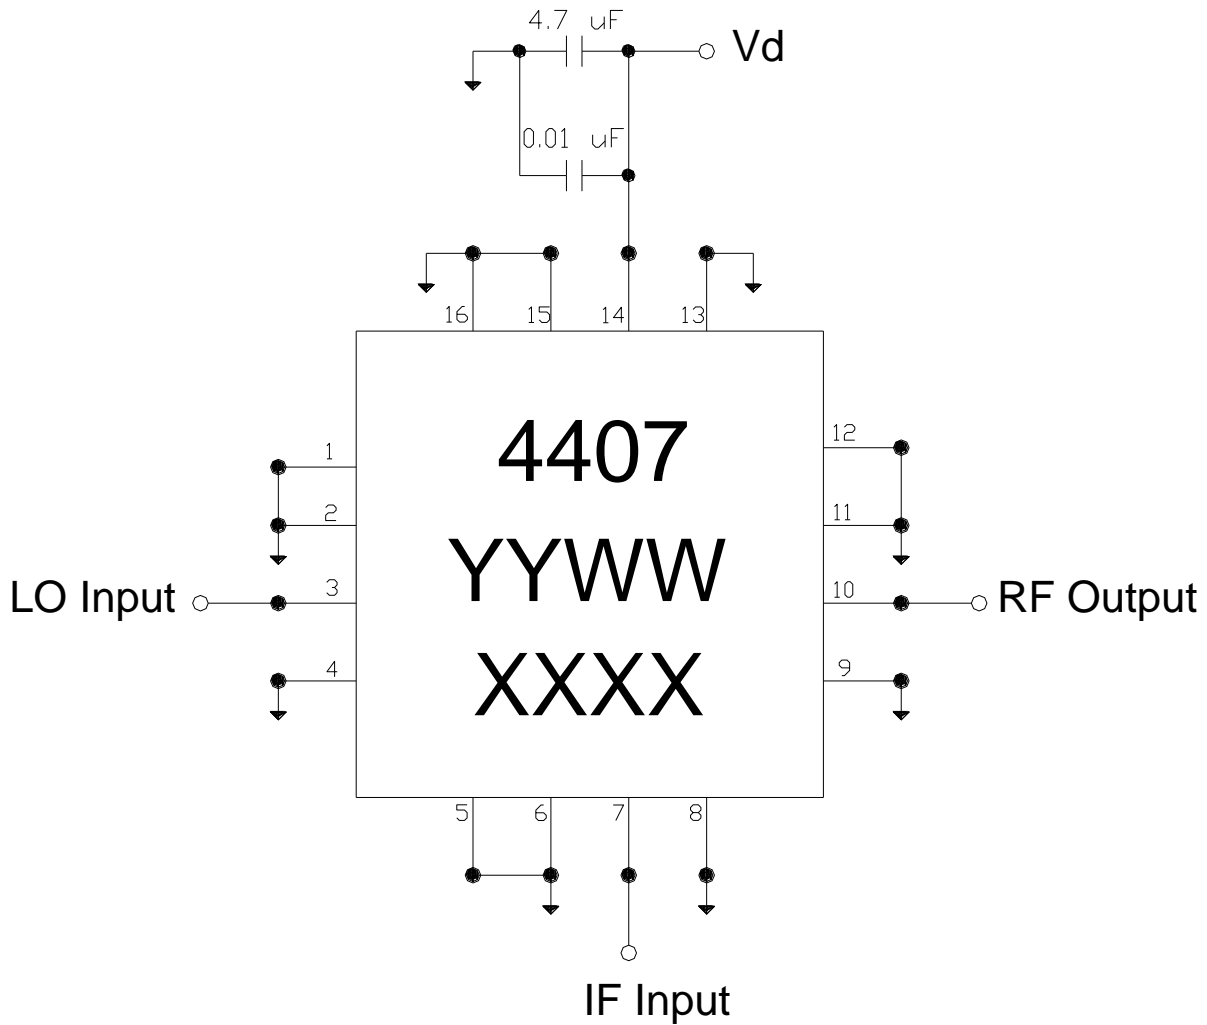 4.7 uF
Vd
0.01 uF
16 15 14 13
4407
1
12
2
11
YYWW
LO Input
3
10
RF Output
4
9
XXXX
5 6 7 8
IF Input